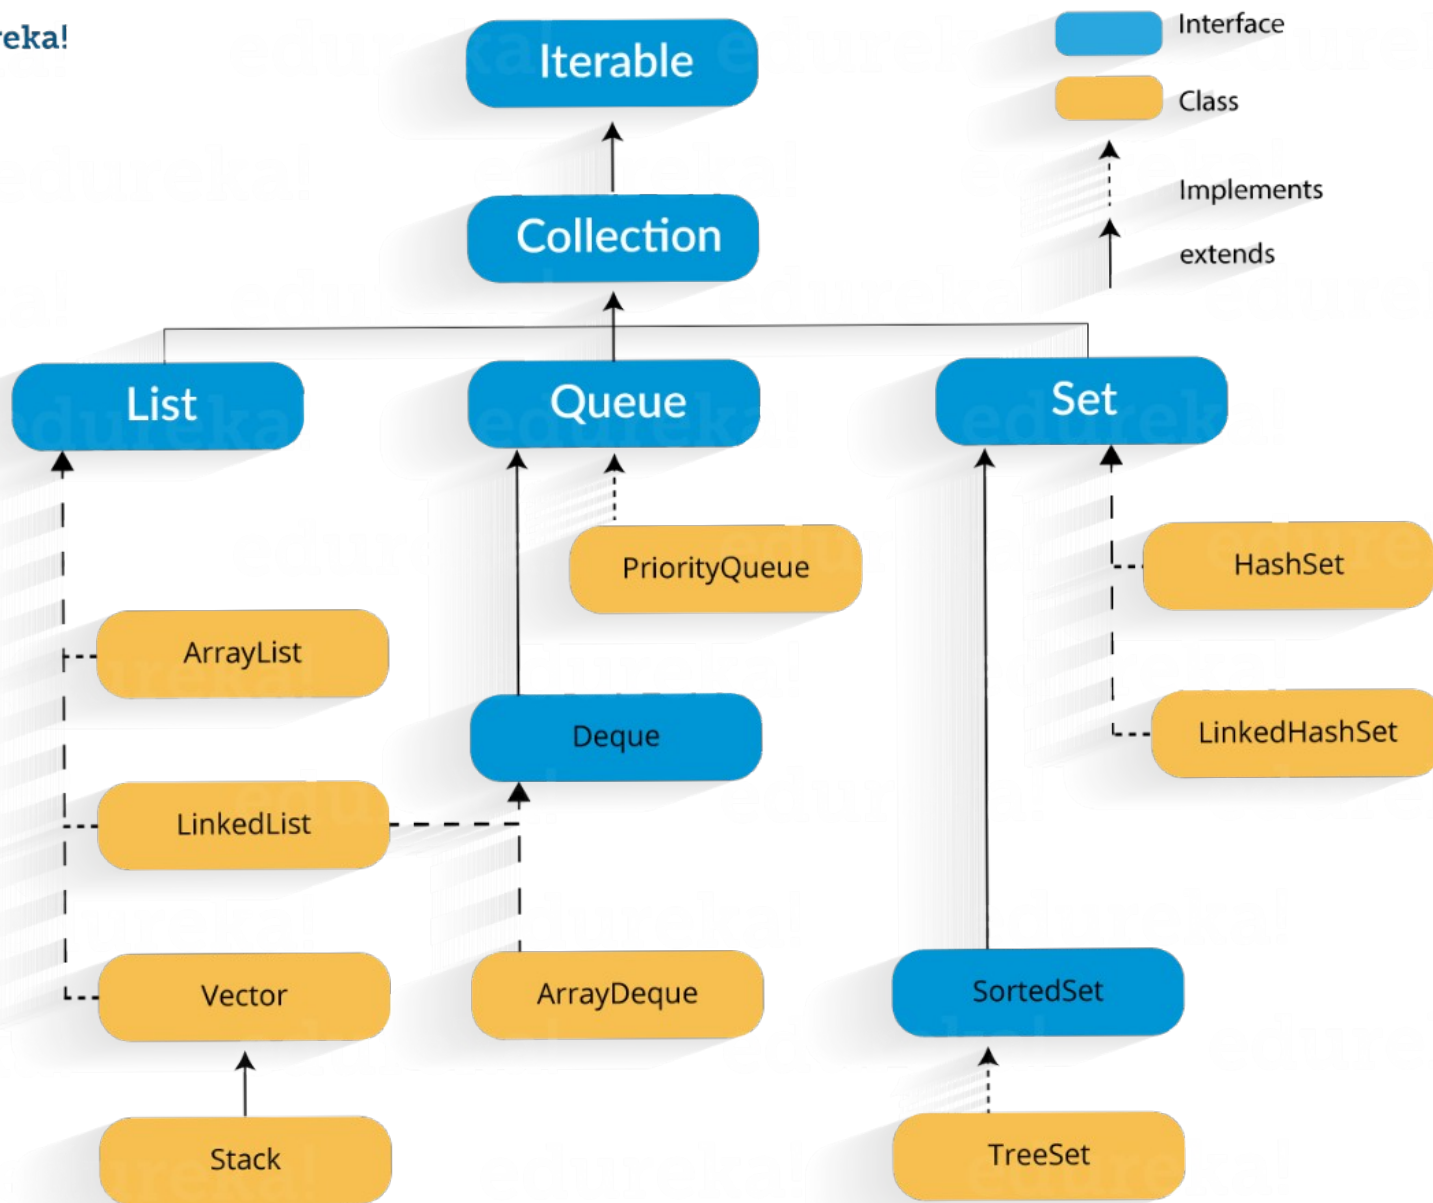 eka!
Iterable
Interface
Class
Collection
Implements
extends
List
Queue
Set
PriorityQueue
HashSet
ArrayList
Deque
LinkedHashSet
LinkedList
Vector
ArrayDeque
SortedSet
Stack
TreeSet
edureka!